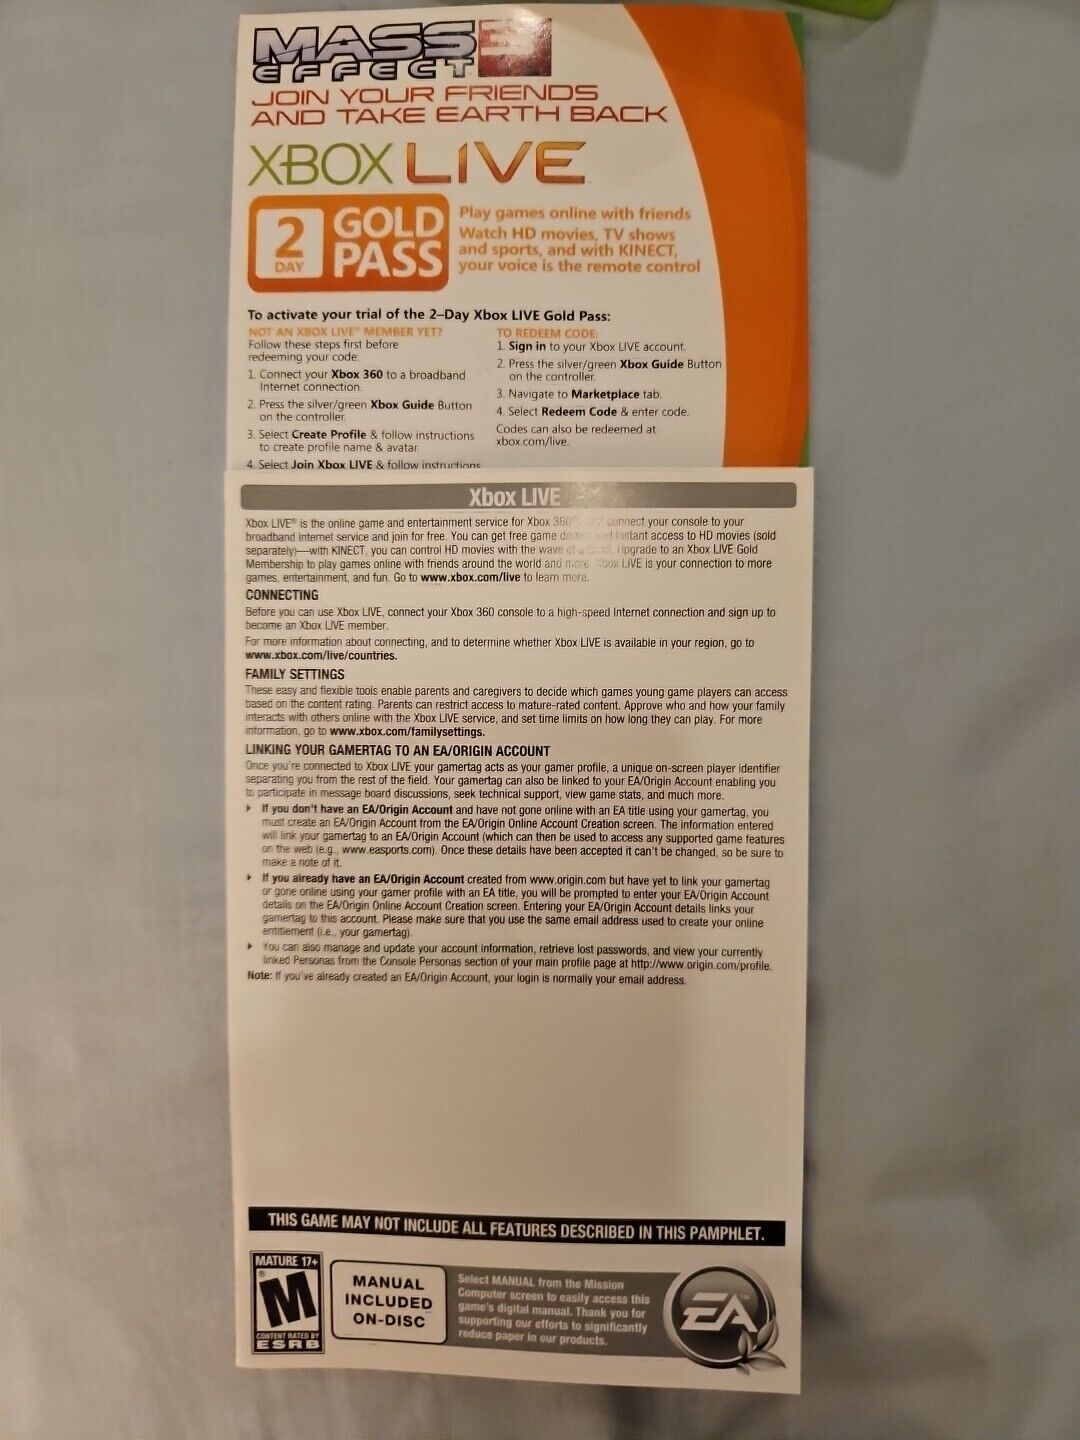 MASS
EFFECT 3
JOIN YOUR FRIENDS
AND TAKE EARTH BACK
XBOX LIVE
2
DAY
GOLD
PASS
Play games online with friends
Watch HD movies, TV shows
and sports, and with KINECT,
your voice is the remote control
To activate your trial of the 2–Day Xbox LIVE Gold Pass:
NOT AN XBOX LIVE® MEMBER YET?
Follow these steps first before
redeeming your code:
1. Connect your Xbox 360 to a broadband
Internet connection.
2. Press the silver/green Xbox Guide Button
on the controller.
3. Select Create Profile & follow instructions
to create profile name & avatar.
4. Select Join Xbox LIVE & follow instructions
TO REDEEM CODE:
1. Sign in to your Xbox LIVE account.
2. Press the silver/green Xbox Guide Button
on the controller.
3. Navigate to Marketplace tab.
4. Select Redeem Code & enter code.
Codes can also be redeemed at
xbox.com/live.
Xbox LIVE
Xbox LIVE® is the online game and entertainment service for Xbox 360 connect your console to your
broadband Internet service and join for free. You can get free game instant access to HD movies (sold
separately)—with KINECT, you can control HD movies with the wave of a Upgrade to an Xbox LIVE Gold
Membership to play games online with friends around the world and more. Xbox LIVE is your connection to more
games, entertainment, and fun. Go to www.xbox.com/live to learn more.
CONNECTING
Before you can use Xbox LIVE, connect your Xbox 360 console to a high-speed Internet connection and sign up to
become an Xbox LIVE member.
For more information about connecting, and to determine whether Xbox LIVE is available in your region, go to
www.xbox.com/live/countries.
FAMILY SETTINGS
These easy and flexible tools enable parents and caregivers to decide which games young game players can access
based on the content rating. Parents can restrict access to mature-rated content. Approve who and how your family
interacts with others online with the Xbox LIVE service, and set time limits on how long they can play. For more
information, go to www.xbox.com/familysettings.
LINKING YOUR GAMERTAG TO AN EA/ORIGIN ACCOUNT
Once you're connected to Xbox LIVE your gamertag acts as your gamer profile, a unique on-screen player identifier
separating you from the rest of the field. Your gamertag can also be linked to your EA/Origin Account enabling you
to participate in message board discussions, seek technical support, view game stats, and much more.
If you don't have an EA/Origin Account and have not gone online with an EA title using your gamertag, you
must create an EA/Origin Account from the EA/Origin Online Account Creation screen. The information entered
will link your gamertag to an EA/Origin Account (which can then be used to access any supported game features
on the web (e.g., www.easports.com). Once these details have been accepted it can't be changed, so be sure to
make a note of it.
If you already have an EA/Origin Account created from www.origin.com but have yet to link your gamertag
or gone online using your gamer profile with an EA title, you will be prompted to enter your EA/Origin Account
details on the EA/Origin Online Account Creation screen. Entering your EA/Origin Account details links your
gamertag to this account. Please make sure that you use the same email address used to create your online
entitlement (i.e., your gamertag).
You can also manage and update your account information, retrieve lost passwords, and view your currently
linked Personas from the Console Personas section of your main profile page at http://www.origin.com/profile.
Note: If you've already created an EA/Origin Account, your login is normally your email address.
THIS GAME MAY NOT INCLUDE ALL FEATURES DESCRIBED IN THIS PAMPHLET.
MATURE 17+
M
CONTENT RATED BY
ESRB
MANUAL
INCLUDED
ON-DISC
Select MANUAL from the Mission
Computer screen to easily access this
game's digital manual. Thank you for
supporting our efforts to significantly
reduce paper in our products.
EA